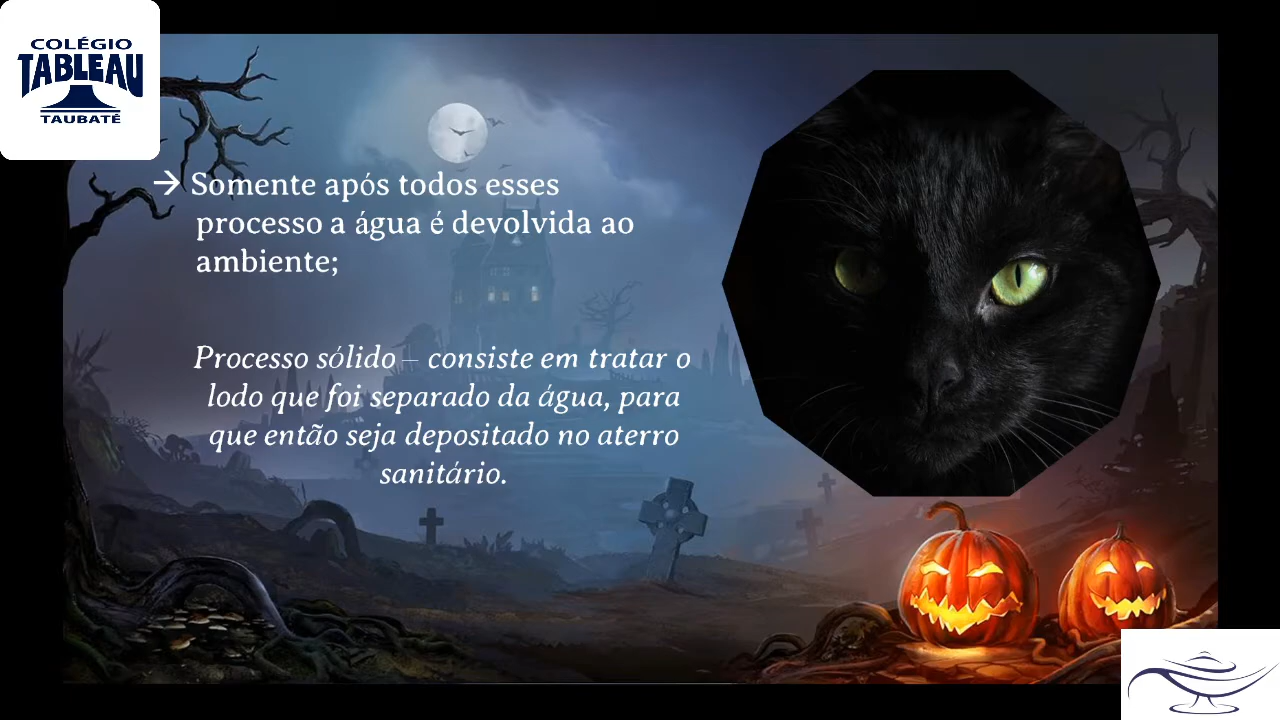 COLÉGIO
TABLEAU
TAUBATÉ
→ Somente após todos esses
processo a água é devolvida ao
ambiente;
Processo sólido – consiste em tratar o
lodo que foi separado da água, para
que então seja depositado no aterro
sanitário.